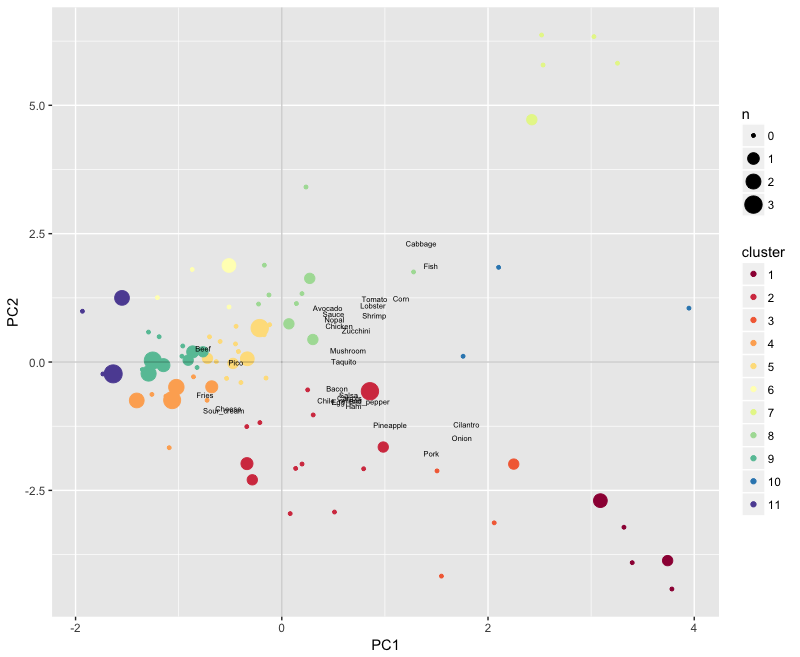 5.0
2.5
0.0
-2.5
PC2
-2
0
2
4
PC1
Cabbage
Fish
Tomato
Corn
Lobster
Avocado
Sauce
Shrimp
Nopal
Chicken
Zucchini
Beef
Mushroom
Pico
Taquito
Bacon
Fries
Salsa
Cheese
Sour_cream
Ham
Pineapple
Cilantro
Onion
Pork
n
0
1
2
3
cluster
1
2
3
4
5
6
7
8
9
10
11